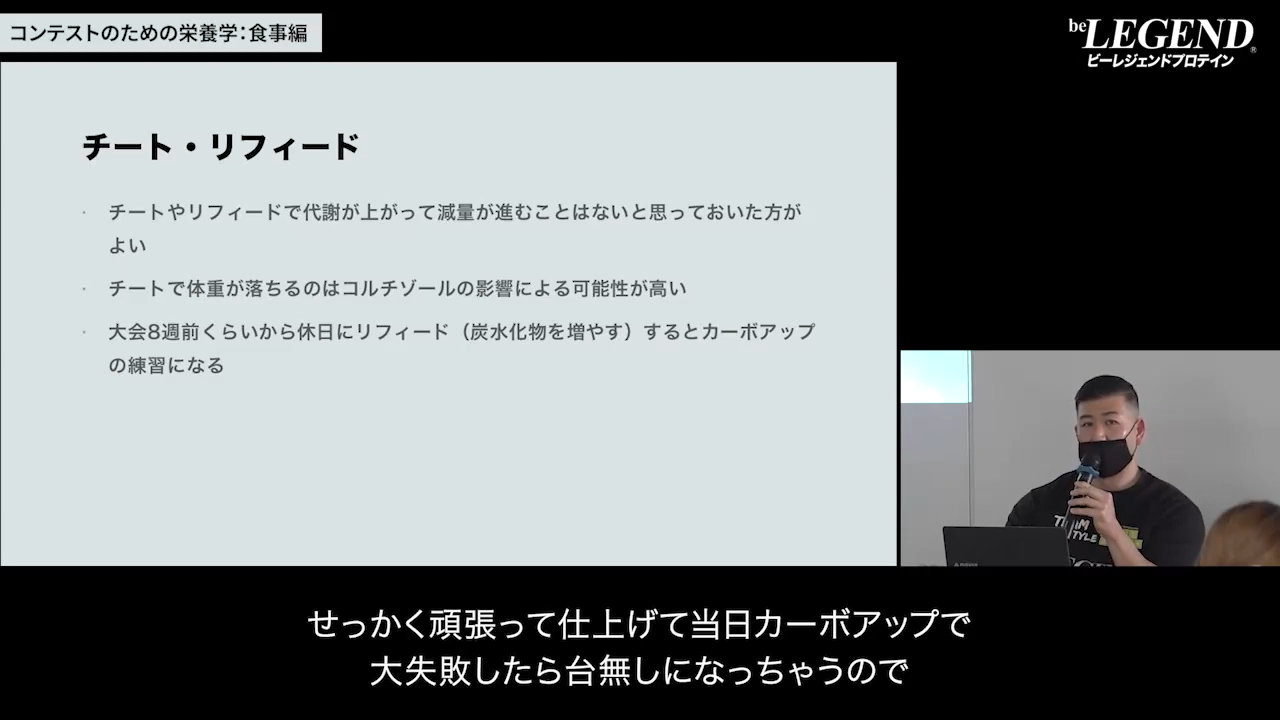 コンテストのための栄養学:食事編
beLEGEND®
ビーレジェンドプロテイン
チート・リフィード
・ チートやリフィードで代謝が上がって減量が進むことはないと思っておいた方が
よい
・ チートで体重が落ちるのはコルチゾールの影響による可能性が高い
・ 大会8週前くらいから休日にリフィード（炭水化物を増やす）するとカーボアップ
の練習になる
せっかく頑張って仕上げて当日カーボアップで
大失敗したら台無しになっちゃうので